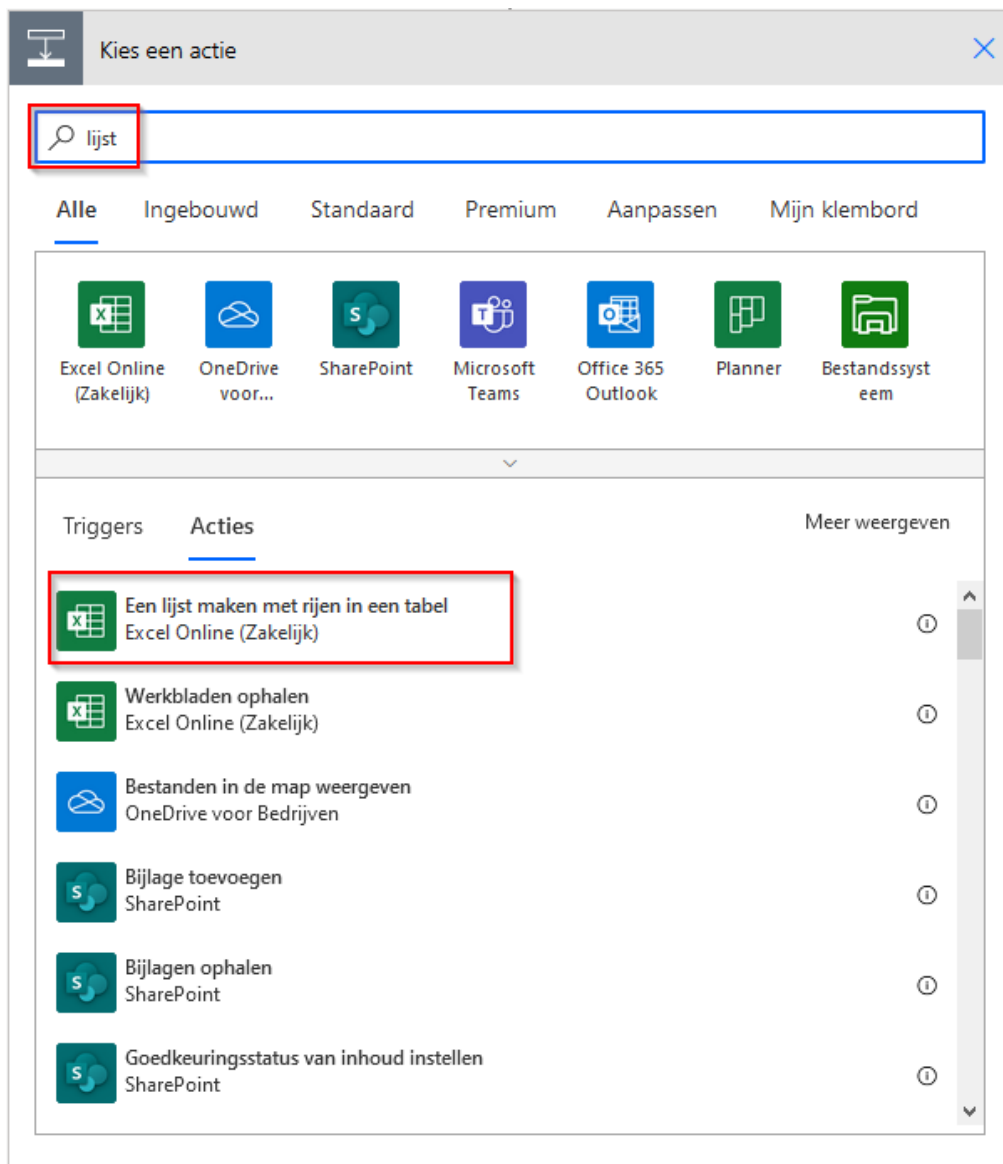 Kies een actie
lijst
Alle Ingebouwd Standaard Premium Aanpassen Mijn klembord
Excel Online (Zakelijk)
OneDrive voor...
SharePoint
Microsoft Teams
Office 365 Outlook
Planner
Bestandssyst eem
Triggers Acties Meer weergeven
Een lijst maken met rijen in een tabel
Excel Online (Zakelijk)
Werkbladen ophalen
Excel Online (Zakelijk)
Bestanden in de map weergeven
OneDrive voor Bedrijven
Bijlage toevoegen
SharePoint
Bijlagen ophalen
SharePoint
Goedkeuringsstatus van inhoud instellen
SharePoint